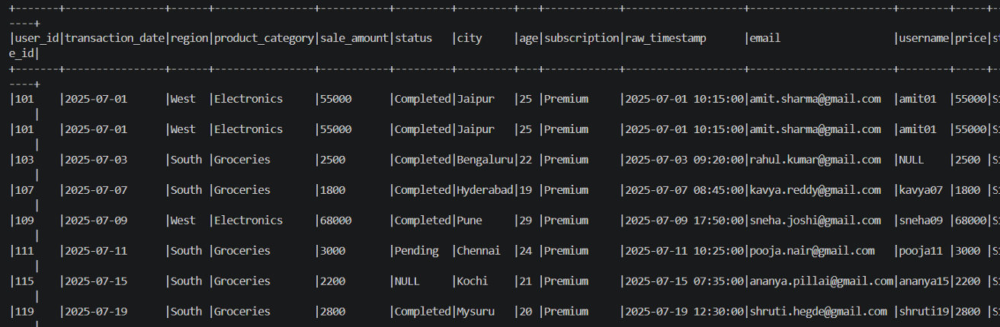 +-------+----------------+------+----------------+-----------+---------+---------+---+------------+-------------------+------------------------+--------+-----+--
----+
|user_id|transaction_date|region|product_category|sale_amount|status   |city     |age|subscription|raw_timestamp      |email                   |username|price|st
e_id|
+-------+----------------+------+----------------+-----------+---------+---------+---+------------+-------------------+------------------------+--------+-----+--
----+
|101    |2025-07-01      |West  |Electronics     |55000      |Completed|Jaipur   |25 |Premium     |2025-07-01 10:15:00|amit.sharma@gmail.com   |amit01  |55000|S1
    |
|101    |2025-07-01      |West  |Electronics     |55000      |Completed|Jaipur   |25 |Premium     |2025-07-01 10:15:00|amit.sharma@gmail.com   |amit01  |55000|S1
    |
|103    |2025-07-03      |South |Groceries       |2500       |Completed|Bengaluru|22 |Premium     |2025-07-03 09:20:00|rahul.kumar@gmail.com   |NULL    |2500 |S1
    |
|107    |2025-07-07      |South |Groceries       |1800       |Completed|Hyderabad|19 |Premium     |2025-07-07 08:45:00|kavya.reddy@gmail.com   |kavya07 |1800 |S1
    |
|109    |2025-07-09      |West  |Electronics     |68000      |Completed|Pune     |29 |Premium     |2025-07-09 17:50:00|sneha.joshi@gmail.com   |sneha09 |68000|S1
    |
|111    |2025-07-11      |South |Groceries       |3000       |Pending  |Chennai  |24 |Premium     |2025-07-11 10:25:00|pooja.nair@gmail.com    |pooja11 |3000 |S1
    |
|115    |2025-07-15      |South |Groceries       |2200       |NULL     |Kochi    |21 |Premium     |2025-07-15 07:35:00|ananya.pillai@gmail.com|ananya15|2200 |S1
    |
|119    |2025-07-19      |South |Groceries       |2800       |Completed|Mysuru   |20 |Premium     |2025-07-19 12:30:00|shruti.hegde@gmail.com  |shruti19|2800 |S1
    |